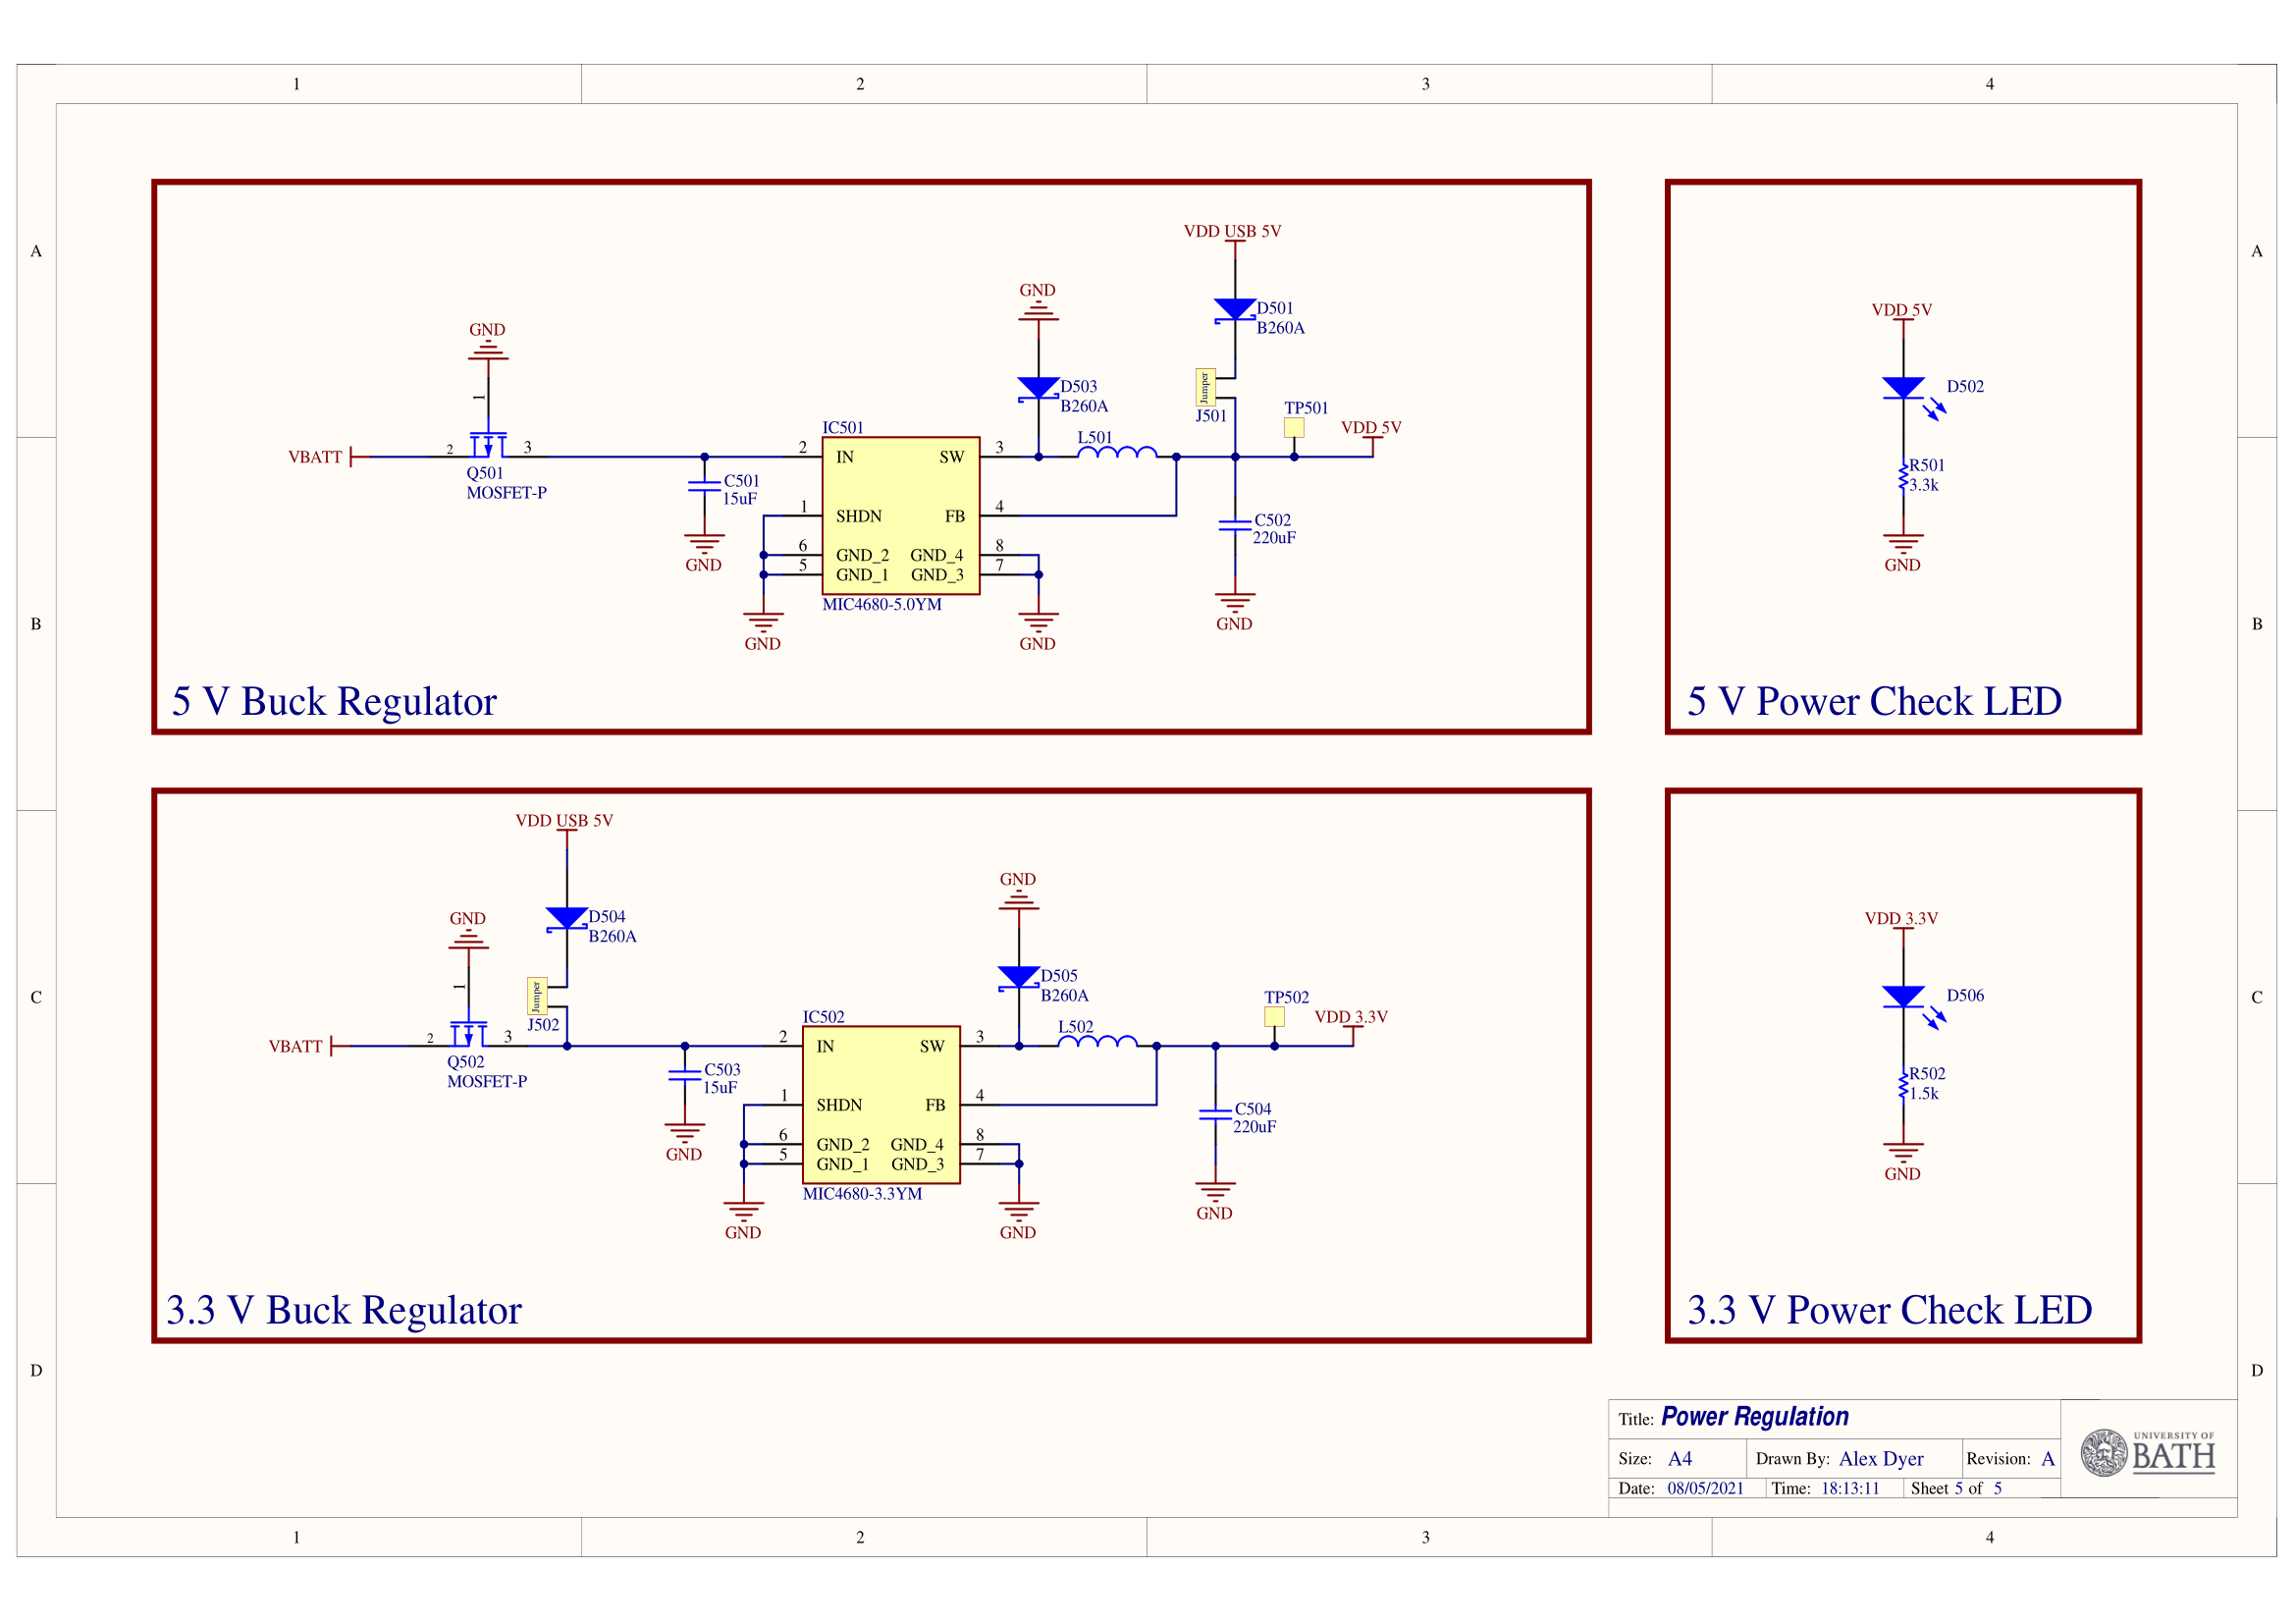 1 2 3 4
A A
B B
C C
D D
VDD USB 5V
D501
B260A
GND
D503
B260A
Jumper
J501
TP501
VDD 5V
GND
1
VBATT
2
3
Q501
MOSFET-P
C501
15uF
GND
IC501
2 IN SW 3
1 SHDN FB 4
6 GND_2 GND_4 8
5 GND_1 GND_3 7
MIC4680-5.0YM
GND
GND
L501
C502
220uF
GND
5 V Buck Regulator
VDD 5V
D502
R501
3.3k
GND
5 V Power Check LED
VDD USB 5V
D504
B260A
GND
1
Jumper
J502
VBATT
2
3
Q502
MOSFET-P
C503
15uF
GND
IC502
2 IN SW 3
1 SHDN FB 4
6 GND_2 GND_4 8
5 GND_1 GND_3 7
MIC4680-3.3YM
GND
GND
GND
D505
B260A
L502
TP502
VDD 3.3V
C504
220uF
GND
3.3 V Buck Regulator
VDD 3.3V
D506
R502
1.5k
GND
3.3 V Power Check LED
Title: Power Regulation
Size: A4 Drawn By: Alex Dyer Revision: A
Date: 08/05/2021 Time: 18:13:11 Sheet 5 of 5
UNIVERSITY OF
BATH
1 2 3 4